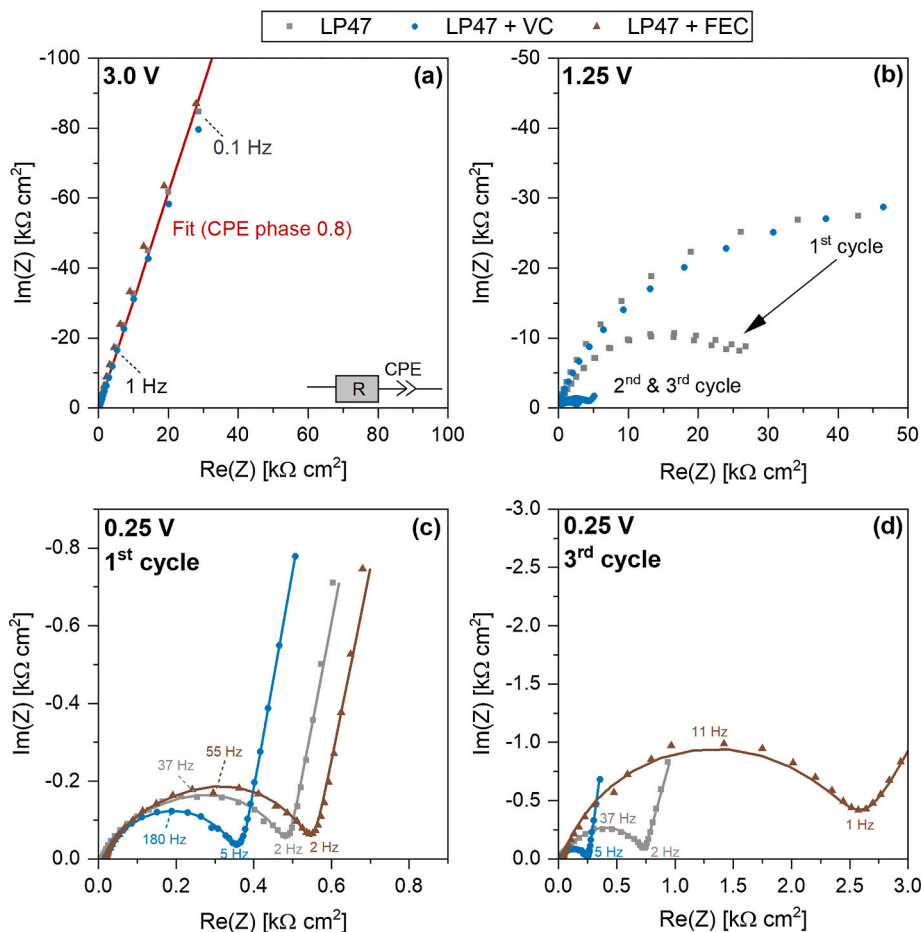 LP47 LP47 + VC LP47 + FEC
3.0 V
(a)
-100
-80
-60
-40
-20
0
Im(Z) [kΩ cm²]
0.1 Hz
Fit (CPE phase 0.8)
1 Hz
R
CPE
0 20 40 60 80 100
Re(Z) [kΩ cm²]
1.25 V
(b)
-50
-40
-30
-20
-10
0
Im(Z) [kΩ cm²]
1st cycle
2nd & 3rd cycle
0 10 20 30 40 50
Re(Z) [kΩ cm²]
0.25 V
1st cycle
(c)
-0.8
-0.6
-0.4
-0.2
0.0
Im(Z) [kΩ cm²]
55 Hz
37 Hz
180 Hz
5 Hz
2 Hz
2 Hz
0.0 0.2 0.4 0.6 0.8
Re(Z) [kΩ cm²]
0.25 V
3rd cycle
(d)
-3.0
-2.5
-2.0
-1.5
-1.0
-0.5
0.0
Im(Z) [kΩ cm²]
11 Hz
37 Hz
1 Hz
5 Hz
2 Hz
0.0 0.5 1.0 1.5 2.0 2.5 3.0
Re(Z) [kΩ cm²]